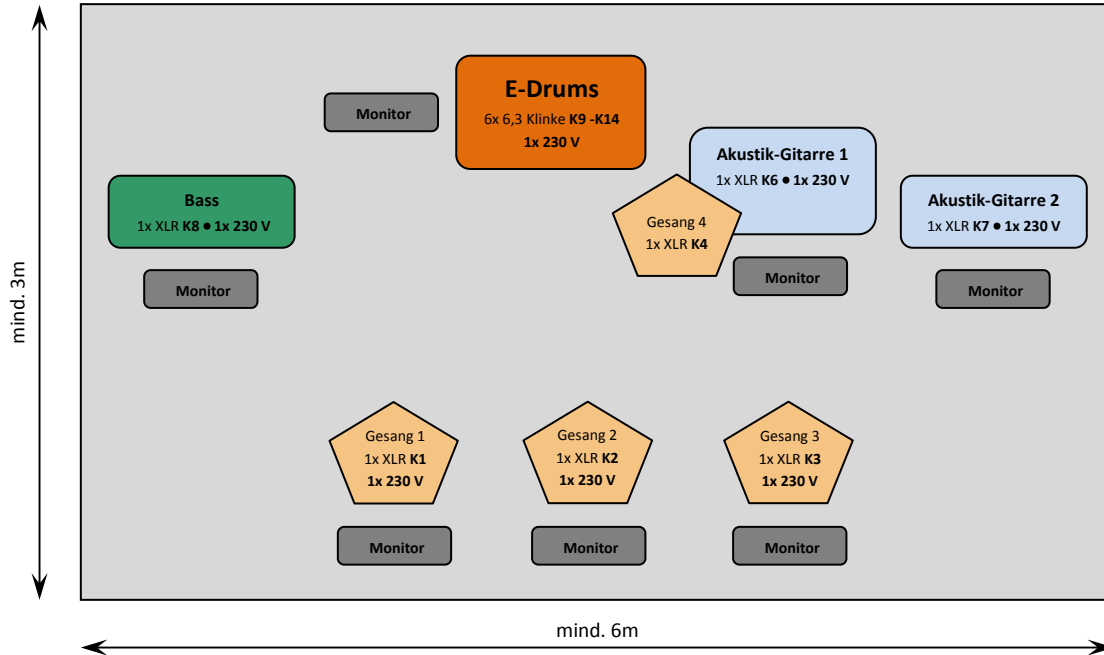 E-Drums
6x 6,3 Klinke K9 -K14
1x 230 V
Monitor
Akustik-Gitarre 1
1x XLR K6 ● 1x 230 V
Bass
1x XLR K8 ● 1x 230 V
Gesang 4
1x XLR K4
Akustik-Gitarre 2
1x XLR K7 ● 1x 230 V
Monitor
Monitor
Monitor
mind. 3m
Gesang 1
1x XLR K1
1x 230 V
Gesang 2
1x XLR K2
1x 230 V
Gesang 3
1x XLR K3
1x 230 V
Monitor
Monitor
Monitor
mind. 6m